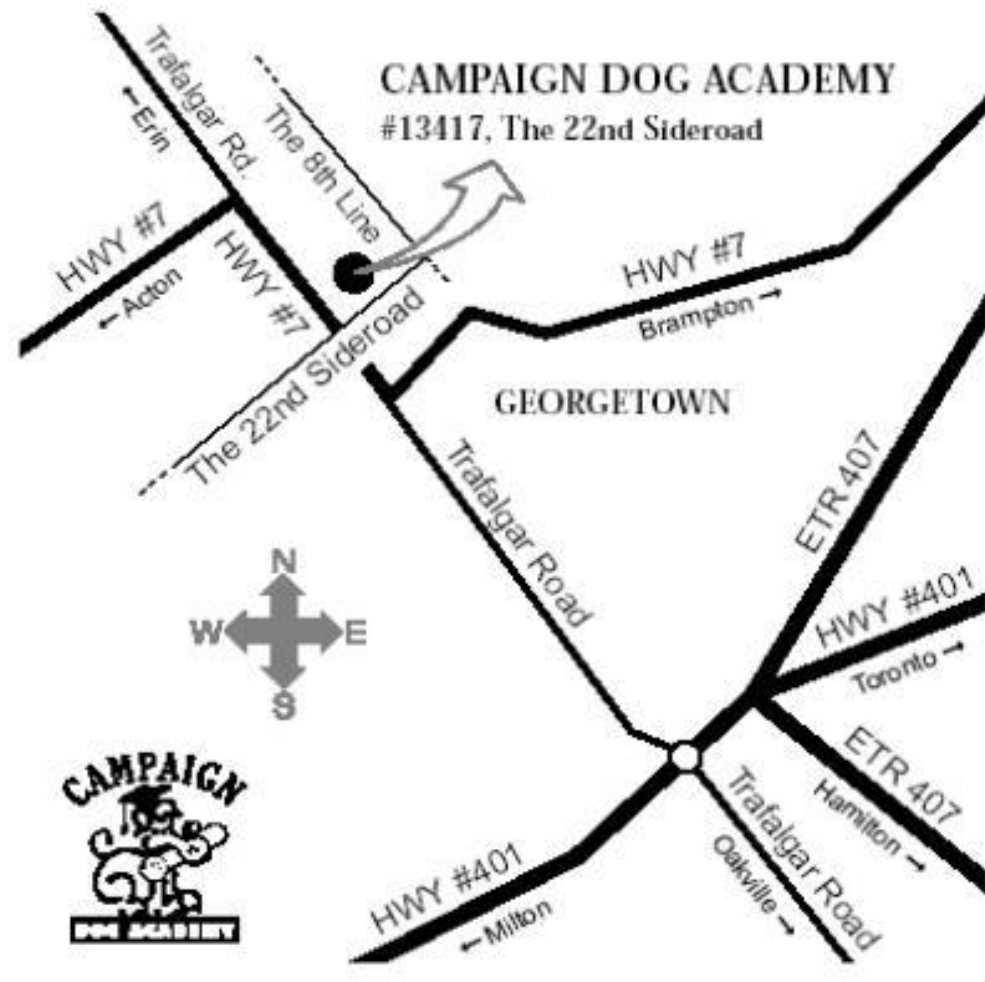 CAMPAIGN DOG ACADEMY
#13417, The 22nd Sideroad
Trafalgar Rd.
← Erin
The 8th Line
HWY #7
← Acton
HWY #7
The 22nd Sideroad
HWY #7
Brampton →
GEORGETOWN
Trafalgar Road
ETR 407
HWY #401
Toronto →
N
W
E
S
ETR 407
Hamilton →
Trafalgar Road
Oakville →
HWY #401
← Milton
CAMPAIGN
DOG ACADEMY